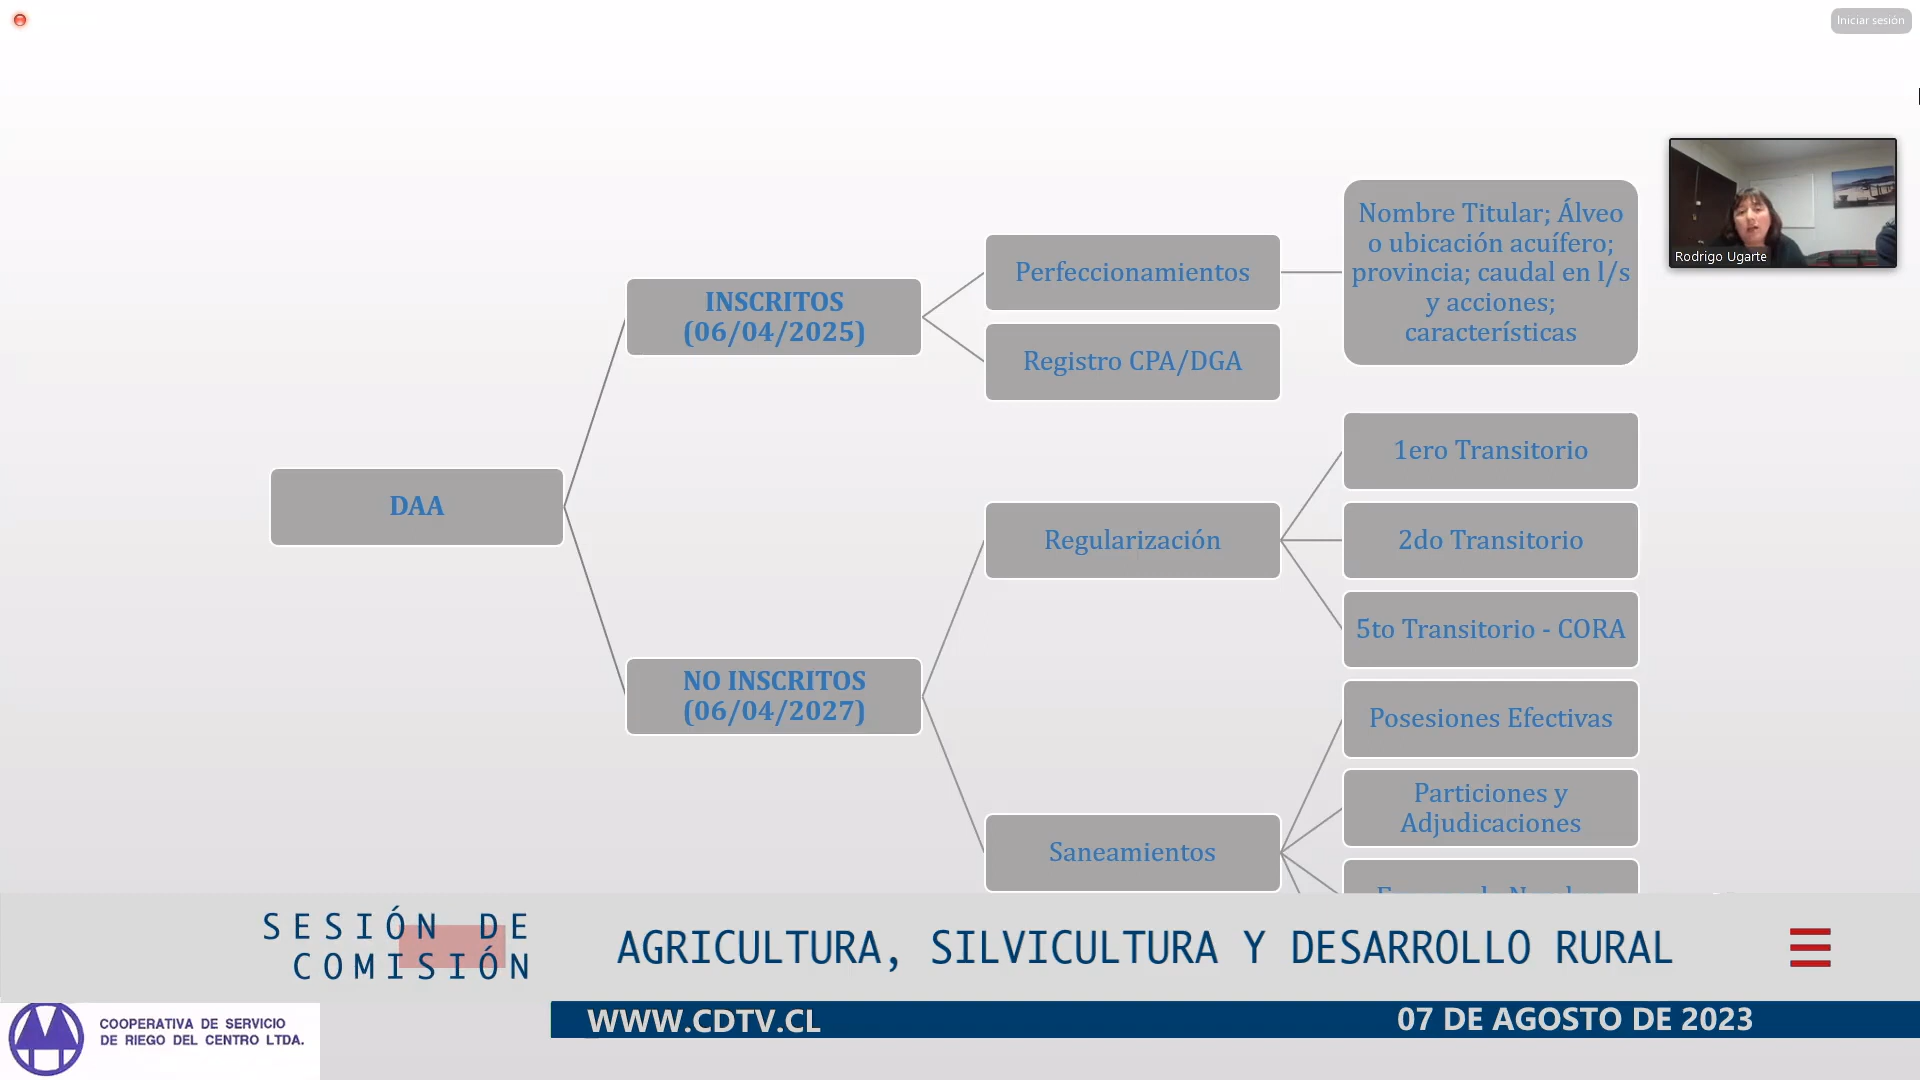 Iniciar sesión
Rodrigo Ugarte
DAA
INSCRITOS
(06/04/2025)
Perfeccionamientos
Nombre Titular; Álveo
o ubicación acuífero;
provincia; caudal en l/s
y acciones;
características
Registro CPA/DGA
NO INSCRITOS
(06/04/2027)
Regularización
1ero Transitorio
2do Transitorio
5to Transitorio - CORA
Saneamientos
Posesiones Efectivas
Particiones y
Adjudicaciones
SESIÓN DE
COMISIÓN
AGRICULTURA, SILVICULTURA Y DESARROLLO RURAL
WWW.CDTV.CL
07 DE AGOSTO DE 2023
COOPERATIVA DE SERVICIO
DE RIEGO DEL CENTRO LTDA.